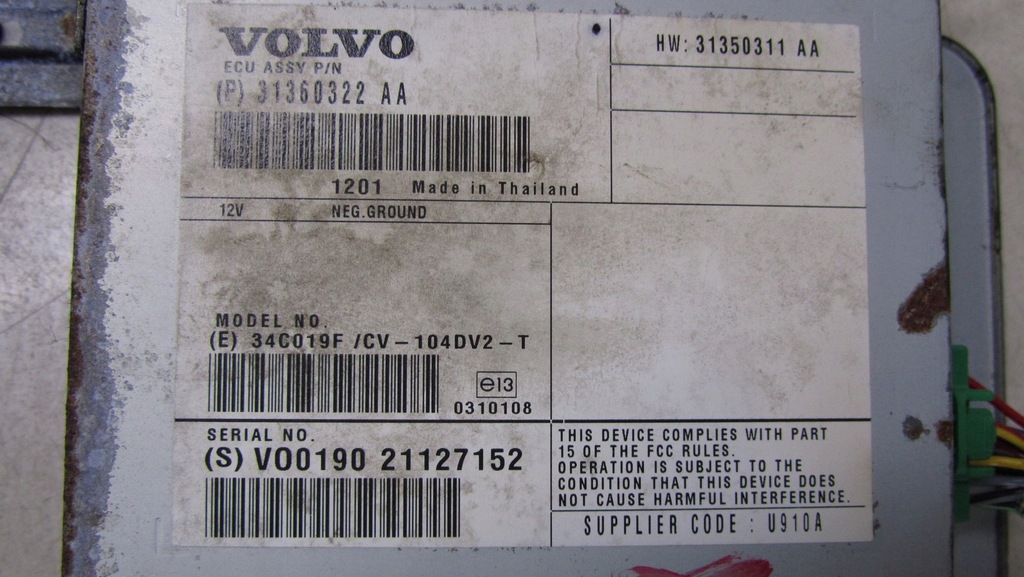 VOLVO
ECU ASSY P/N
(P) 31360322 AA
HW: 31350311 AA
1201 Made in Thailand
12V NEG.GROUND
MODEL NO.
(E) 34C019F /CV-104DV2-T
e13
0310108
SERIAL NO.
(S) V00190 21127152
THIS DEVICE COMPLIES WITH PART
15 OF THE FCC RULES.
OPERATION IS SUBJECT TO THE
CONDITION THAT THIS DEVICE DOES
NOT CAUSE HARMFUL INTERFERENCE.
SUPPLIER CODE : U910A